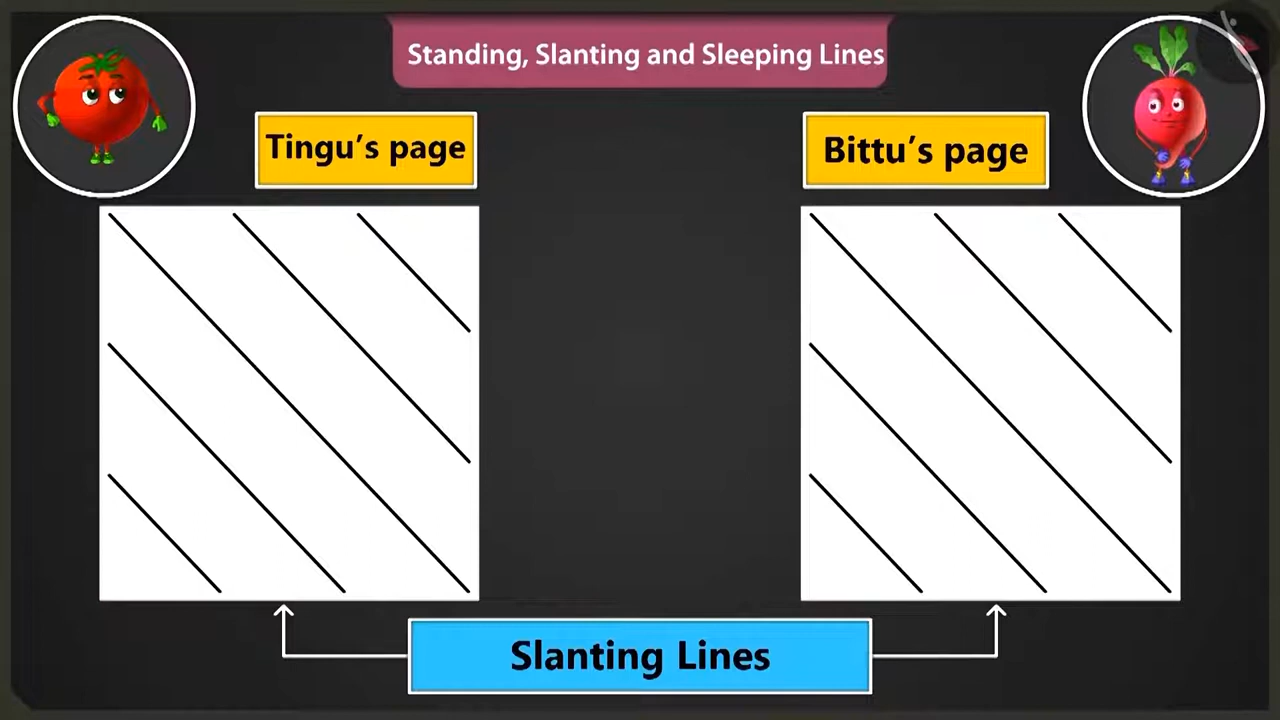 Standing, Slanting and Sleeping Lines
Tingu's page
Bittu's page
Slanting Lines